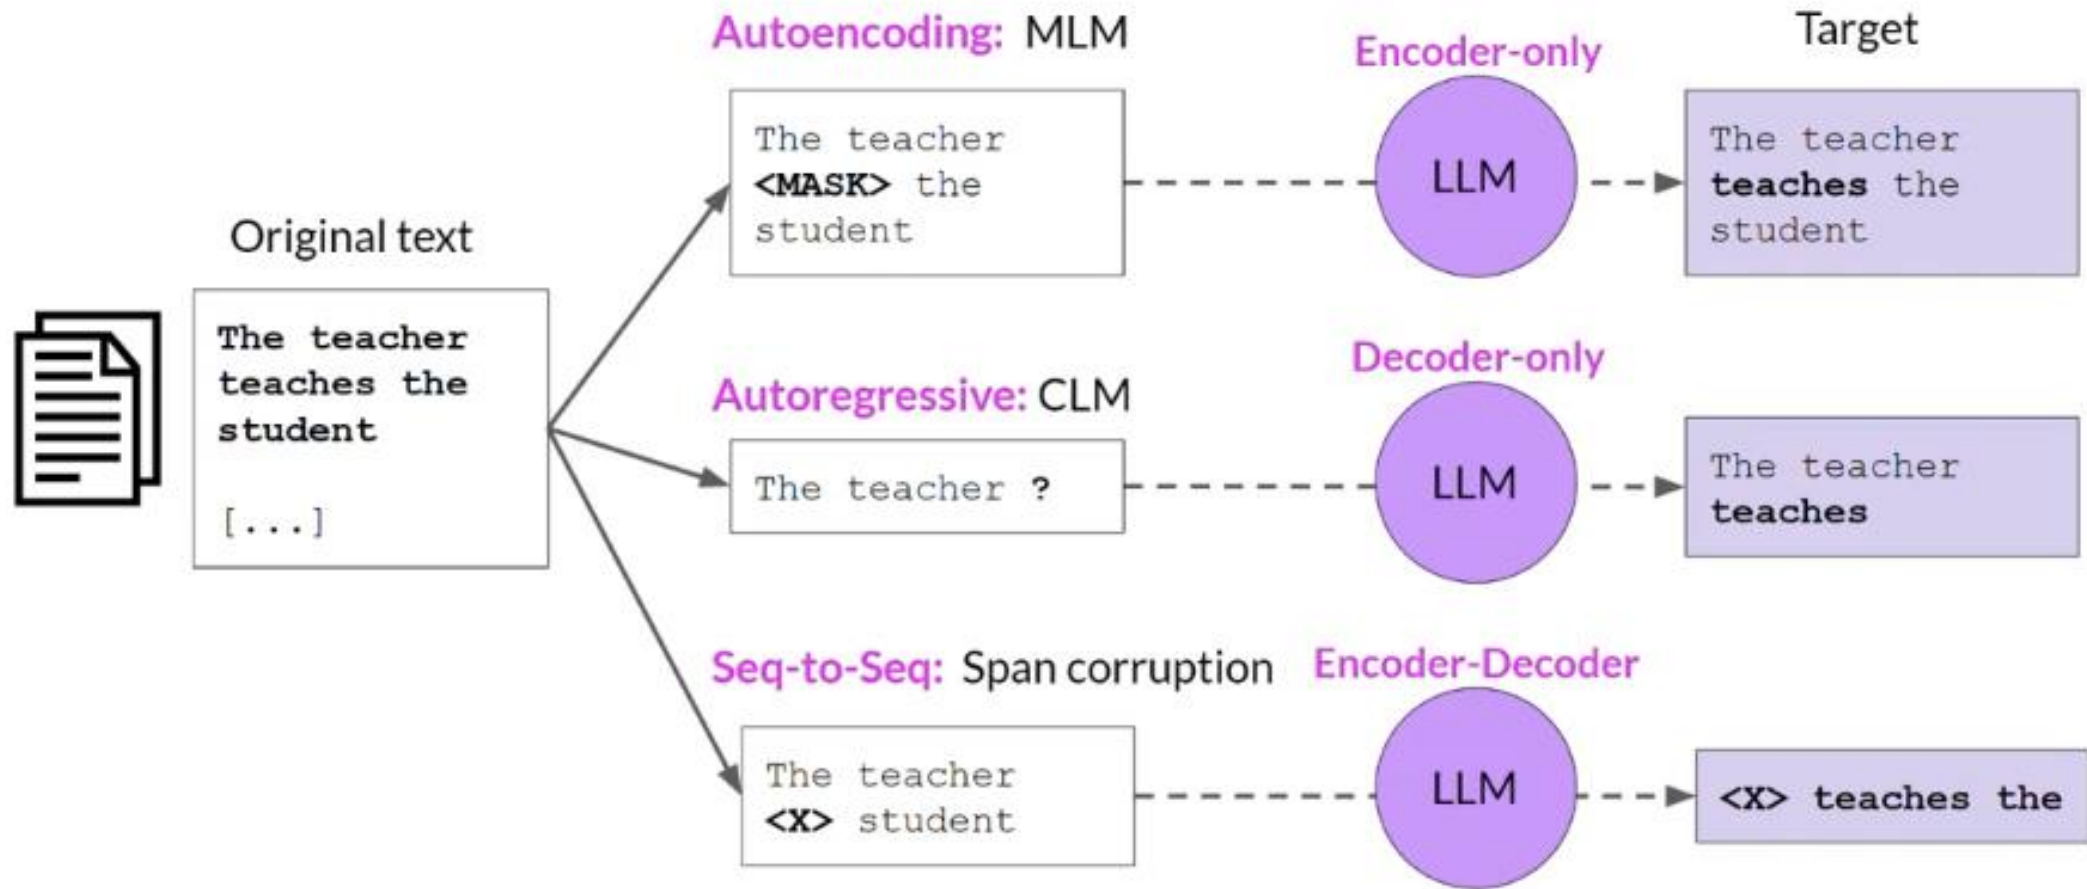 Original text
The teacher
teaches the
student
[...]
Autoencoding: MLM
The teacher
<MASK> the
student
Encoder-only
LLM
Target
The teacher
teaches the
student
Autoregressive: CLM
The teacher ?
Decoder-only
LLM
The teacher
teaches
Seq-to-Seq: Span corruption
The teacher
<X> student
Encoder-Decoder
LLM
<X> teaches the